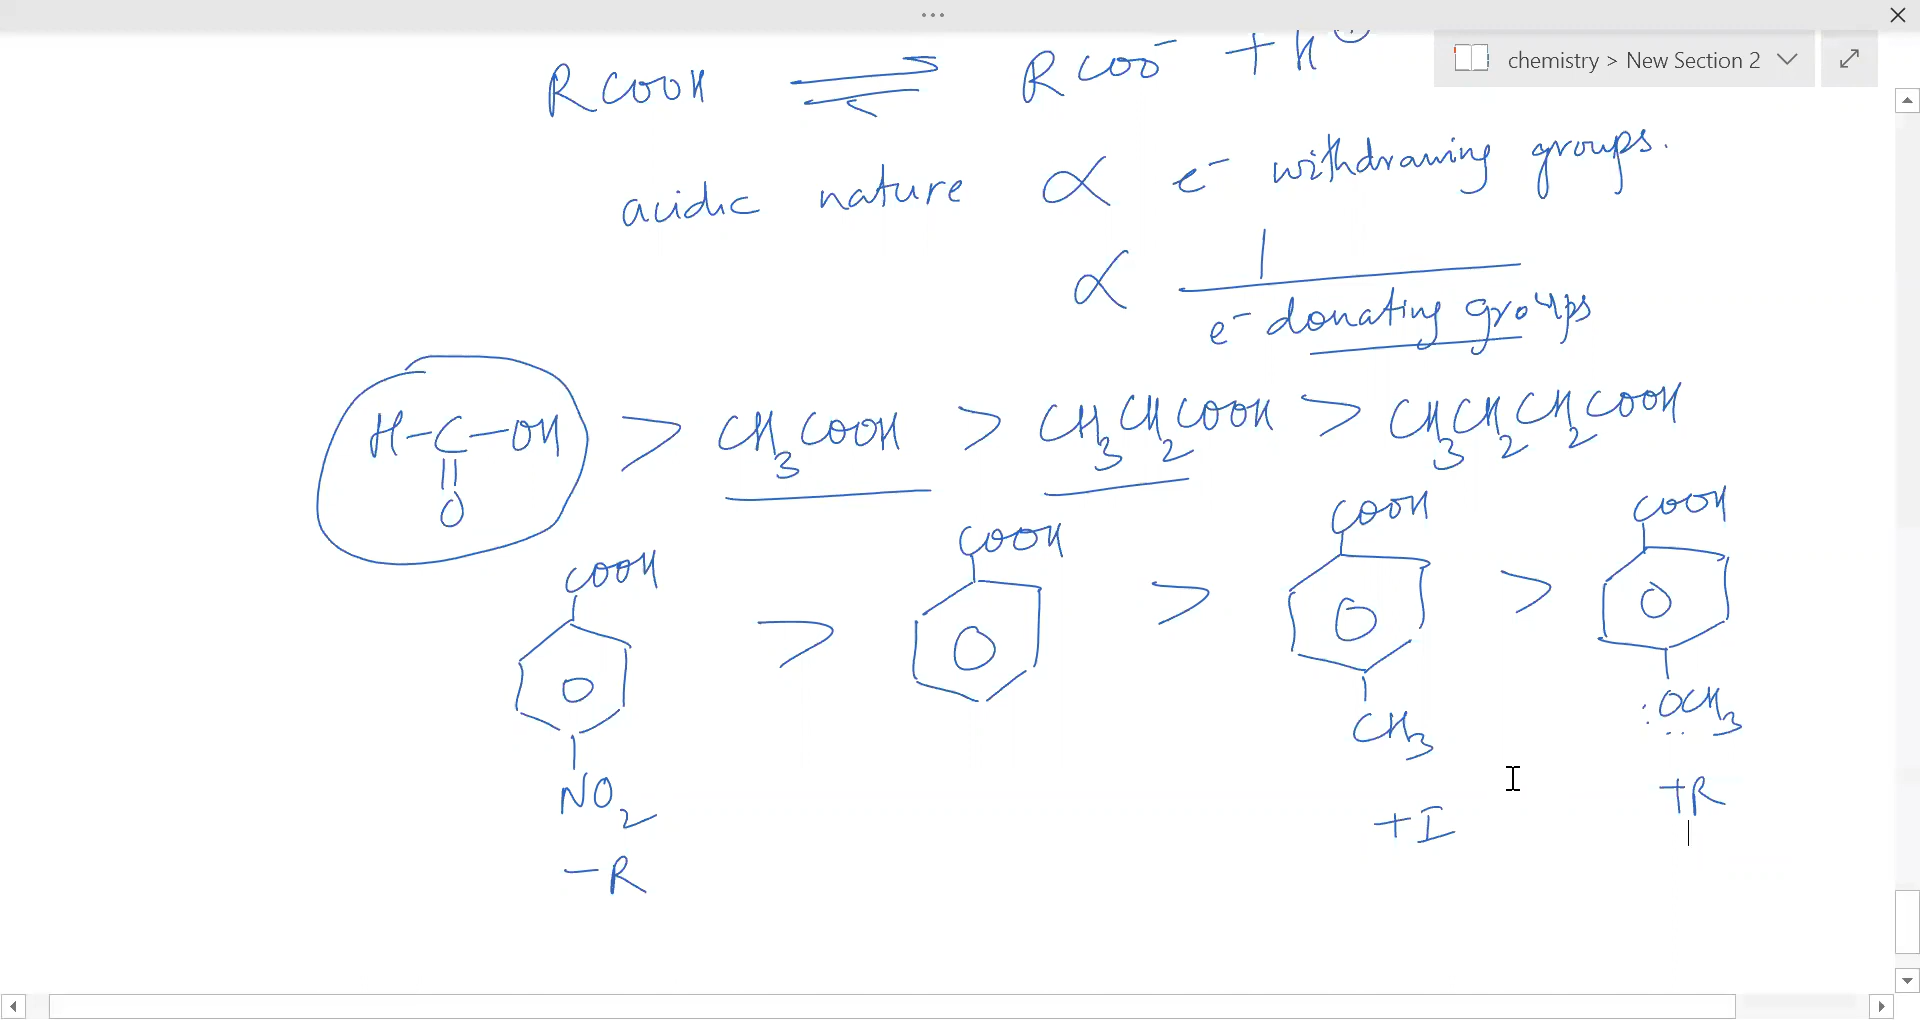 chemistry > New Section 2
RCOOH ⇌ RCOO⁻ + H⁺
acidic nature ∝ e⁻ withdrawing groups.
∝ 1
e⁻ donating groups
H-C-OH > CH₃COOH > CH₃CH₂COOH > CH₃CH₂CH₂COOH
O
COOH > COOH > COOH > COOH
NO₂ CH₃ :OCH₃
-R +I +R